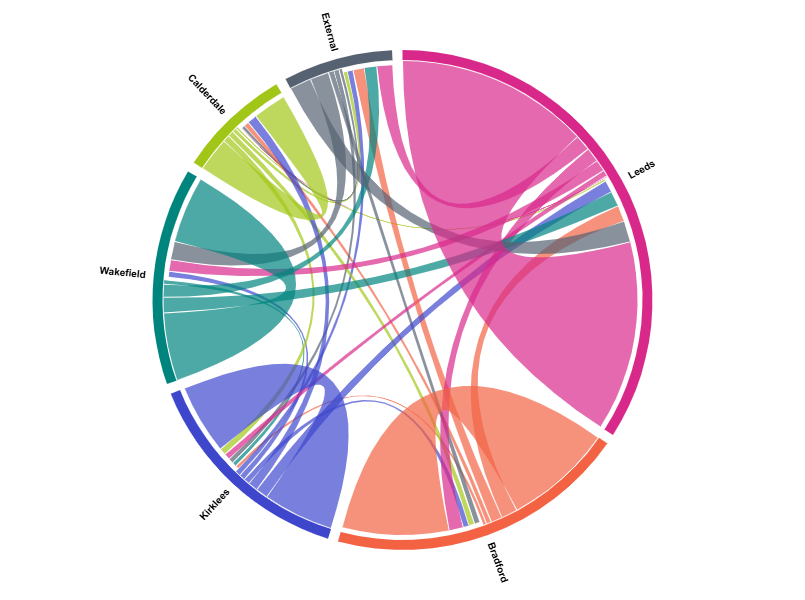 External
Calderdale
Leeds
Wakefield
Kirklees
Bradford